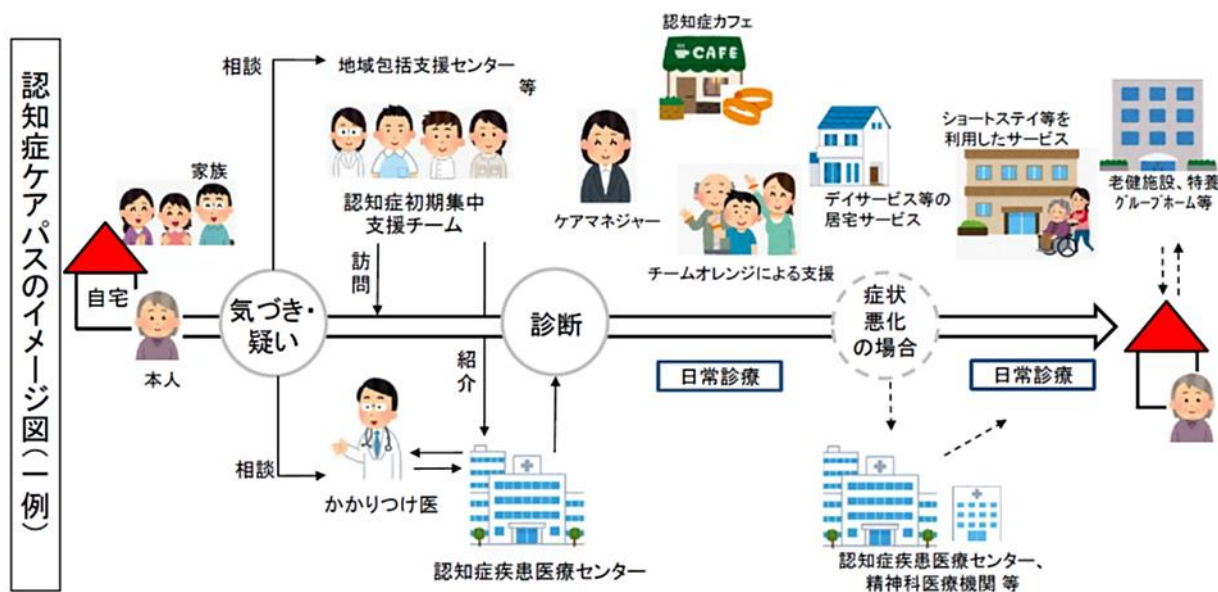 認知症ケアパスのイメージ図(一例)
家族
自宅
本人
相談
気づき・
疑い
相談
地域包括支援センター
等
認知症初期集中
支援チーム
訪問
紹介
かかりつけ医
認知症疾患医療センター
診断
認知症カフェ
CAFE
ケアマネジャー
チームオレンジによる支援
デイサービス等の
居宅サービス
日常診療
症状
悪化
の場合
認知症疾患医療センター、
精神科医療機関 等
ショートステイ等を
利用したサービス
日常診療
老健施設、特養
グループホーム等